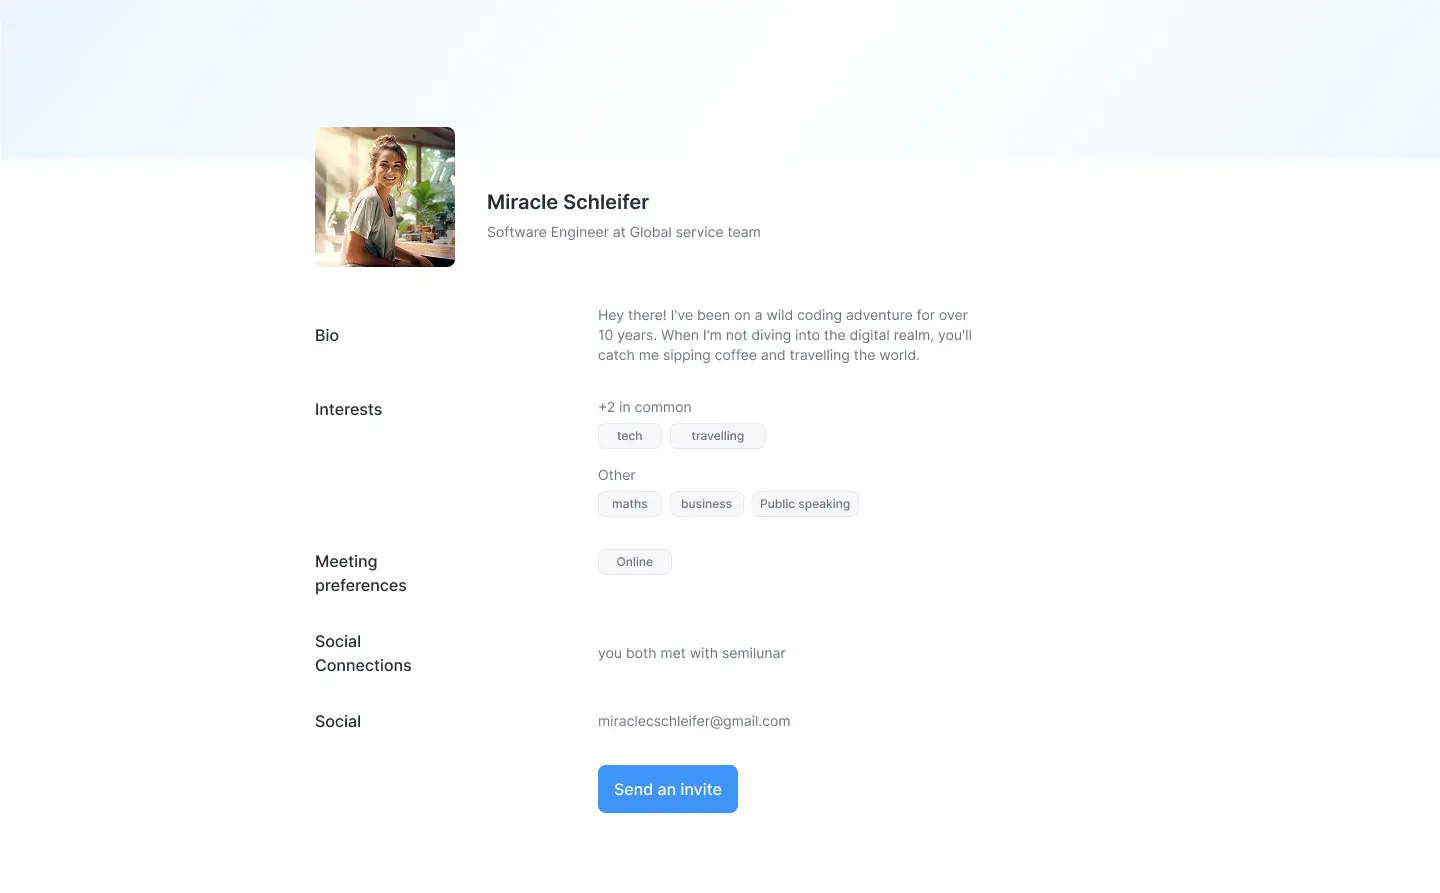 Miracle Schleifer
Software Engineer at Global service team
Bio
Hey there! I've been on a wild coding adventure for over
10 years. When I'm not diving into the digital realm, you'll
catch me sipping coffee and travelling the world.
Interests
+2 in common
tech
travelling
Other
maths
business
Public speaking
Meeting
preferences
Online
Social
Connections
you both met with semilunar
Social
miraclecschleifer@gmail.com
Send an invite